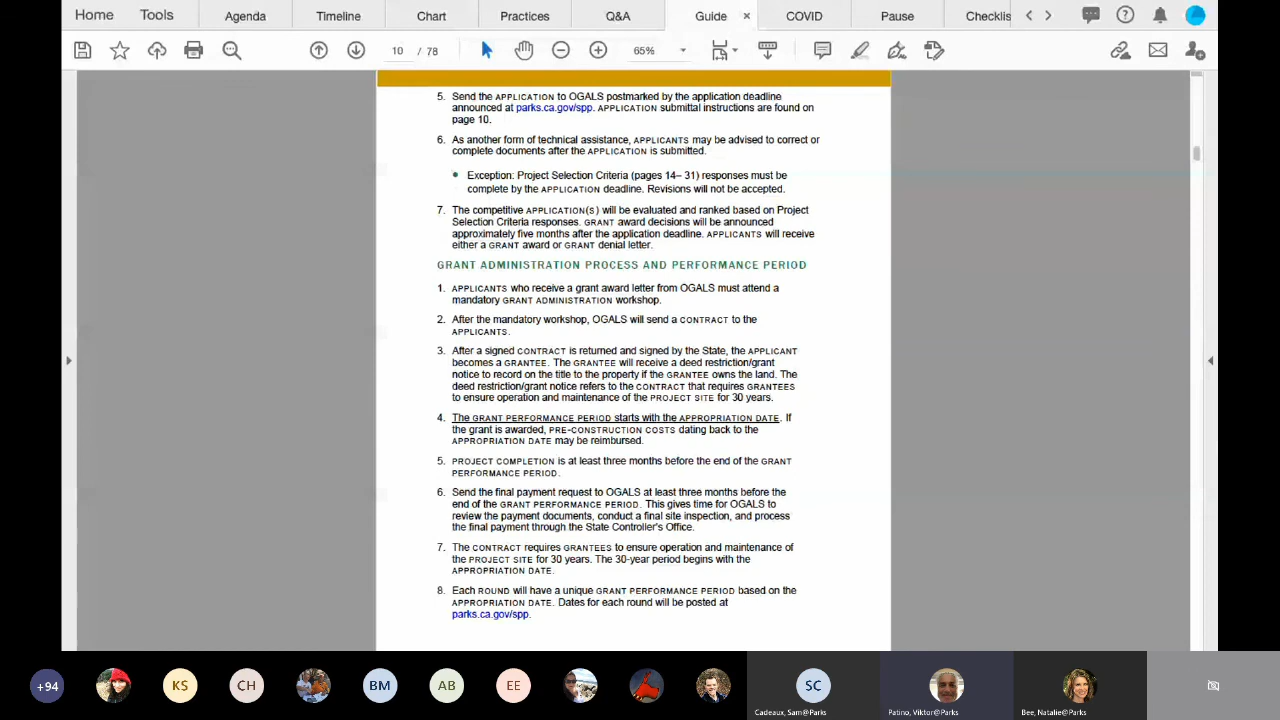 Home Tools Agenda Timeline Chart Practices Q&A Guide × COVID Pause Checklis
10 / 78 65%
5. Send the APPLICATION to OGALS postmarked by the application deadline
announced at parks.ca.gov/spp. APPLICATION submittal instructions are found on
page 10.
6. As another form of technical assistance, APPLICANTS may be advised to correct or
complete documents after the APPLICATION is submitted.
• Exception: Project Selection Criteria (pages 14– 31) responses must be
complete by the APPLICATION deadline. Revisions will not be accepted.
7. The competitive APPLICATION(S) will be evaluated and ranked based on Project
Selection Criteria responses. GRANT award decisions will be announced
approximately five months after the application deadline. APPLICANTS will receive
either a GRANT award or GRANT denial letter.
GRANT ADMINISTRATION PROCESS AND PERFORMANCE PERIOD
1. APPLICANTS who receive a grant award letter from OGALS must attend a
mandatory GRANT ADMINISTRATION workshop.
2. After the mandatory workshop, OGALS will send a CONTRACT to the
APPLICANTS.
3. After a signed CONTRACT is returned and signed by the State, the APPLICANT
becomes a GRANTEE. The GRANTEE will receive a deed restriction/grant
notice to record on the title to the property if the GRANTEE owns the land. The
deed restriction/grant notice refers to the CONTRACT that requires GRANTEES
to ensure operation and maintenance of the PROJECT SITE for 30 years.
4. The GRANT PERFORMANCE PERIOD starts with the APPROPRIATION DATE. If
the grant is awarded, PRE-CONSTRUCTION COSTS dating back to the
APPROPRIATION DATE may be reimbursed.
5. PROJECT COMPLETION is at least three months before the end of the GRANT
PERFORMANCE PERIOD.
6. Send the final payment request to OGALS at least three months before the
end of the GRANT PERFORMANCE PERIOD. This gives time for OGALS to
review the payment documents, conduct a final site inspection, and process
the final payment through the State Controller's Office.
7. The CONTRACT requires GRANTEES to ensure operation and maintenance of
the PROJECT SITE for 30 years. The 30-year period begins with the
APPROPRIATION DATE.
8. Each ROUND will have a unique GRANT PERFORMANCE PERIOD based on the
APPROPRIATION DATE. Dates for each round will be posted at
parks.ca.gov/spp.
+94 KS CH BM AB EE SC
Cadeaux, Sam@Parks Patino, Viktor@Parks Bee, Natalie@Parks